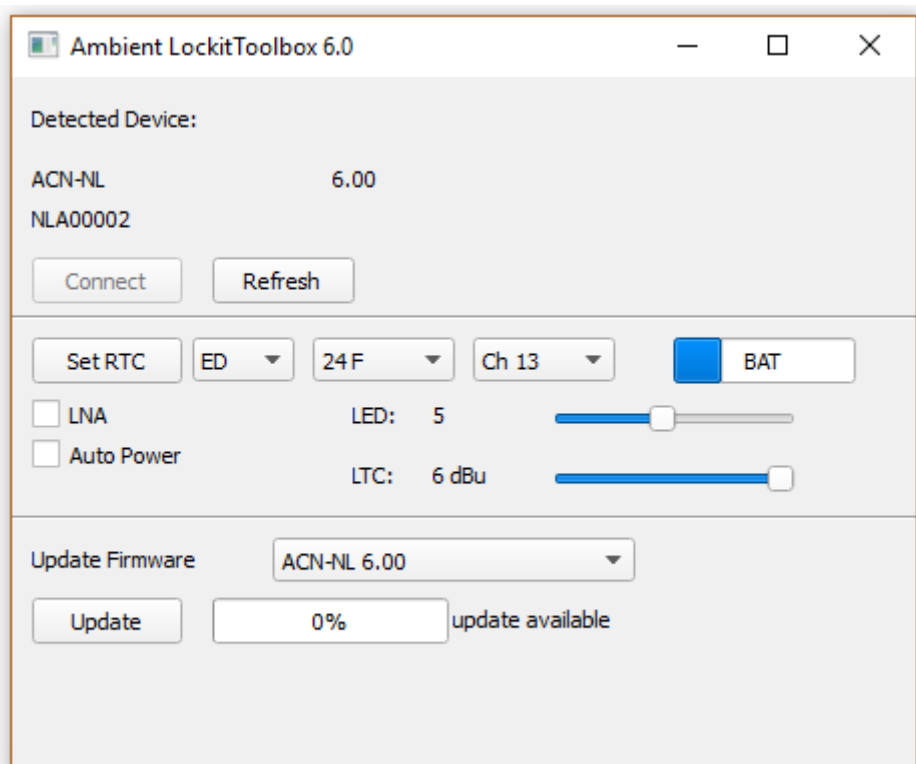 Ambient LockitToolbox 6.0
Detected Device:
ACN-NL 6.00
NLA00002
Connect Refresh
Set RTC ED 24 F Ch 13 BAT
LNA LED: 5
Auto Power
LTC: 6 dBu
Update Firmware ACN-NL 6.00
Update 0% update available